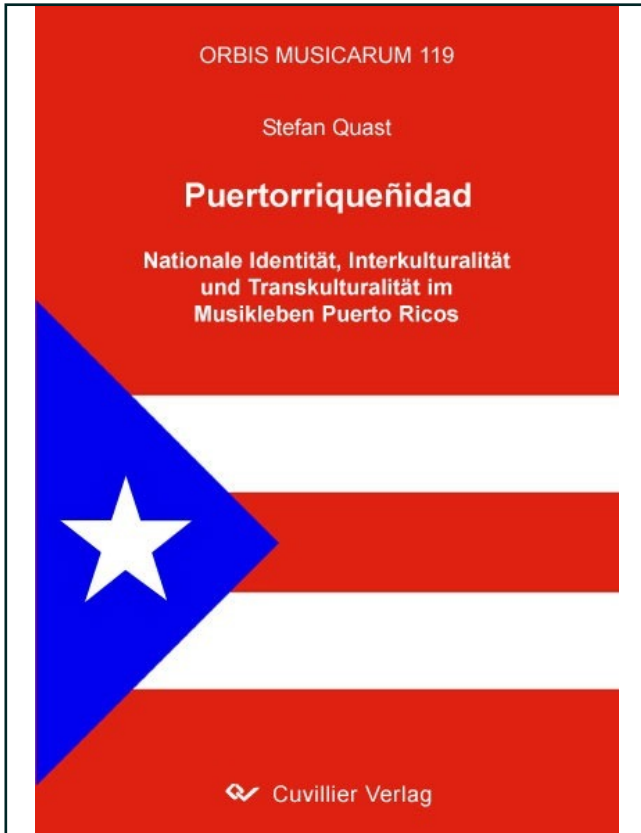 ORBIS MUSICARUM 119
Stefan Quast
Puertorriqueñidad
Nationale Identität, Interkulturalität
und Transkulturalität im
Musikleben Puerto Ricos
Cuvillier Verlag